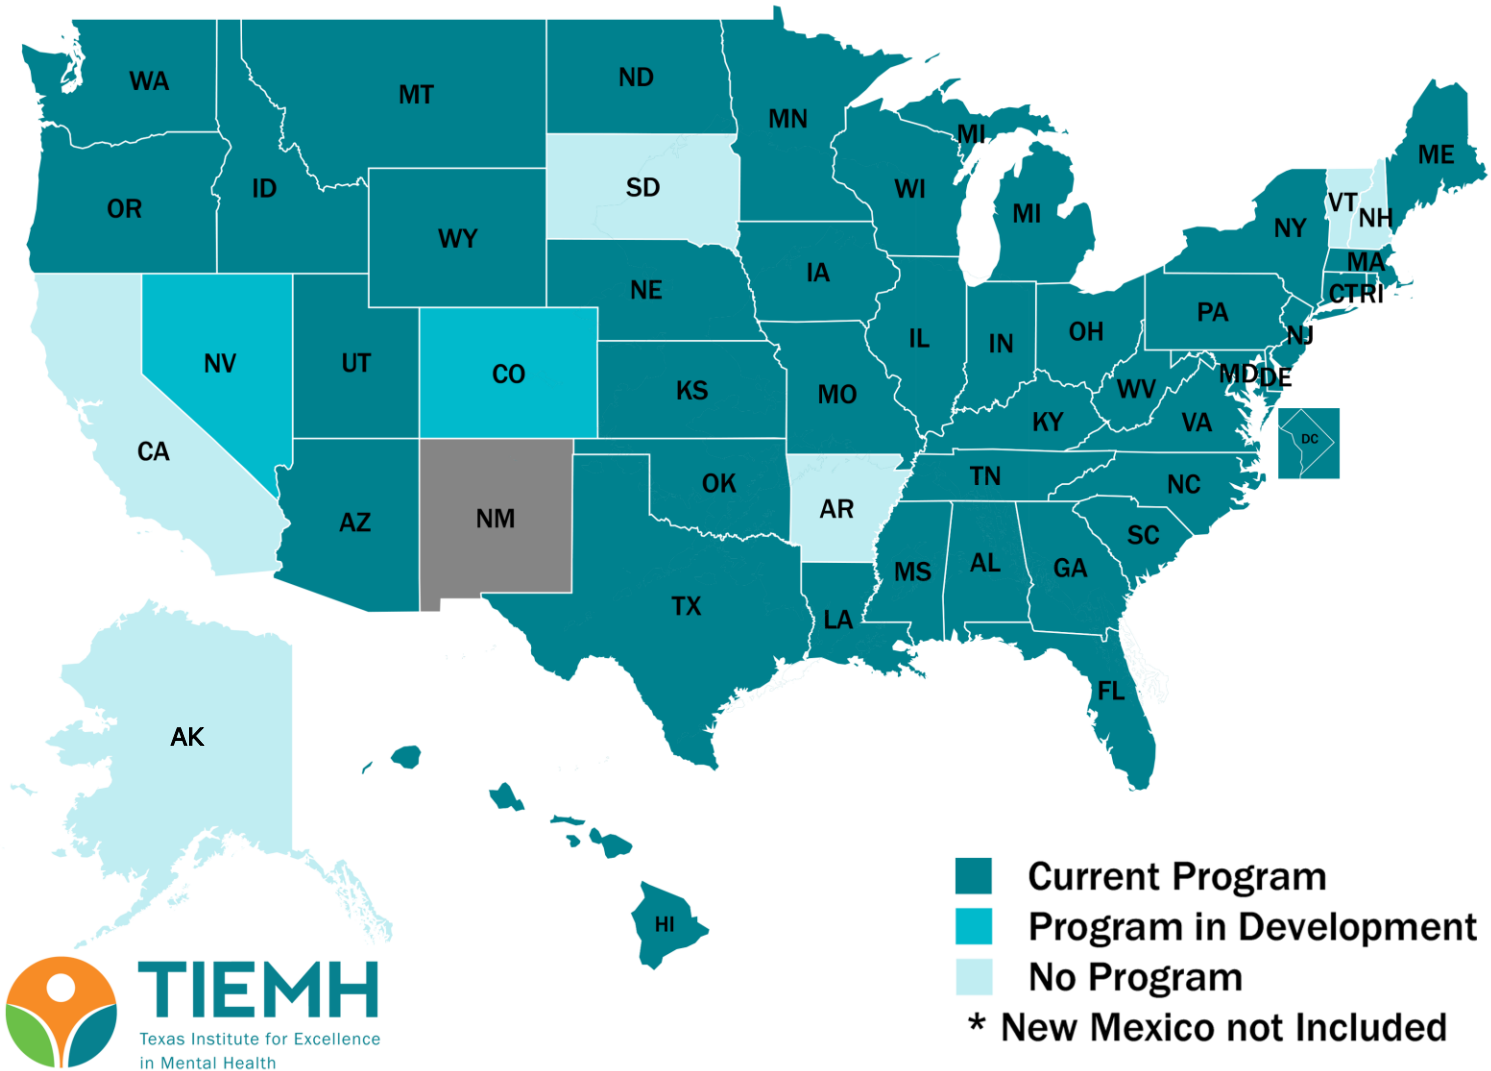 WA
MT
ND
MN
MI
ME
OR
ID
SD
WI
MI
VT
NH
NY
WY
MA
IA
NE
CT
RI
PA
NJ
OH
IL
IN
NV
UT
CO
KS
MO
WV
MD
DE
VA
KY
DC
CA
TN
NC
OK
AR
AZ
NM
SC
MS
AL
GA
TX
LA
FL
AK
HI
Current Program
Program in Development
No Program
* New Mexico not Included
TIEMH
Texas Institute for Excellence
in Mental Health